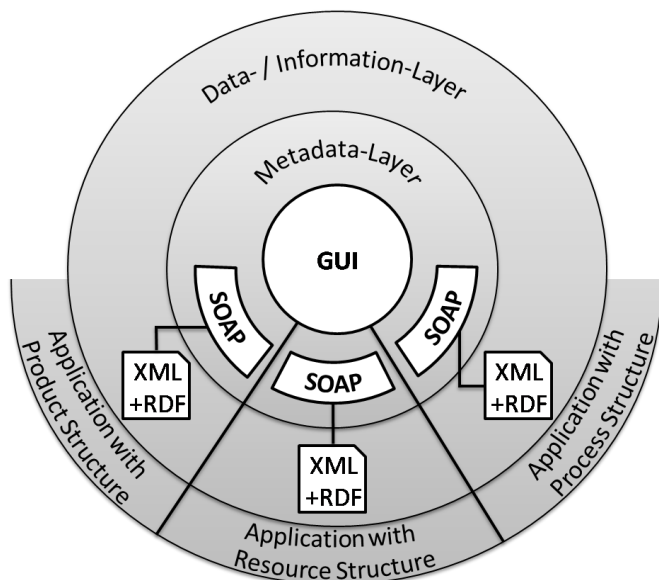 Data- / Information-Layer
Metadata-Layer
GUI
SOAP
SOAP
SOAP
XML
+RDF
XML
+RDF
XML
+RDF
Application with
Product Structure
Application with
Resource Structure
Application with
Process Structure